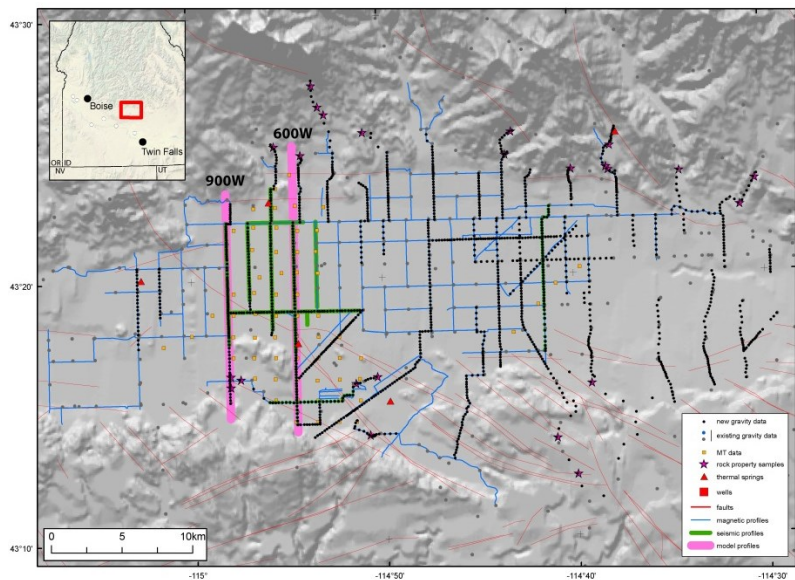 43°30'
Boise
Twin Falls
OR ID
NV
UT
600W
900W
43°20'
new gravity data
existing gravity data
MT data
rock property samples
thermal springs
wells
faults
magnetic profiles
seismic profiles
model profiles
0 5 10km
43°10'
-115° -114°50' -114°40' -114°30'